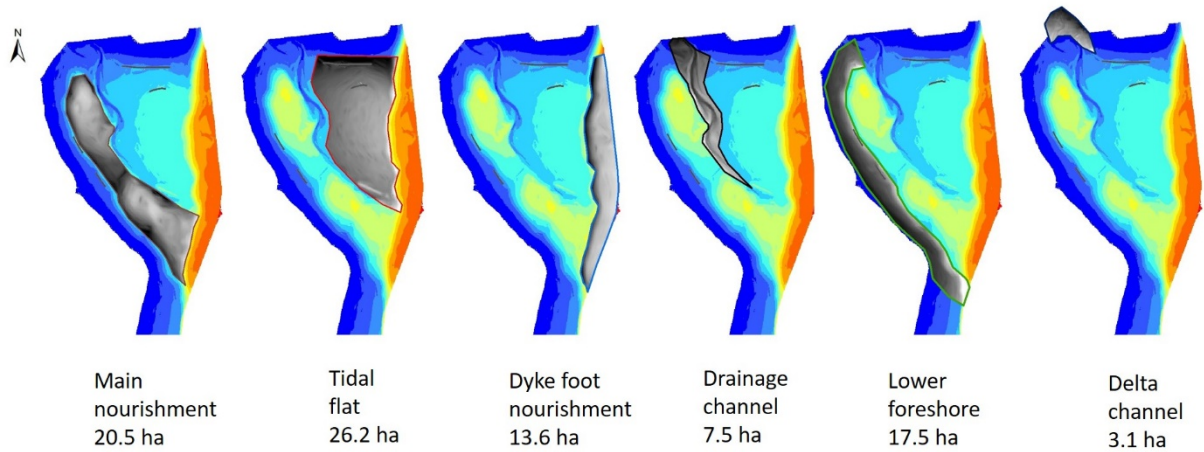 N
Main
nourishment
20.5 ha
Tidal
flat
26.2 ha
Dyke foot
nourishment
13.6 ha
Drainage
channel
7.5 ha
Lower
foreshore
17.5 ha
Delta
channel
3.1 ha